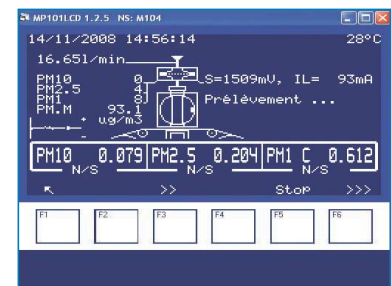 MP101LCD 1.2.5 NS: M104
14/11/2008 14:56:14 28°C
16.651/min
PM10 0 S=1509mV, IL= 93mA
PM2.5 4
PM1 8 Prélèvement ...
PM.M 93.1
ug/m3
PM10 0.079 PM2.5 0.204 PM1 C 0.612
N/S N/S N/S
>> Stop >>>
F1 F2 F3 F4 F5 F6